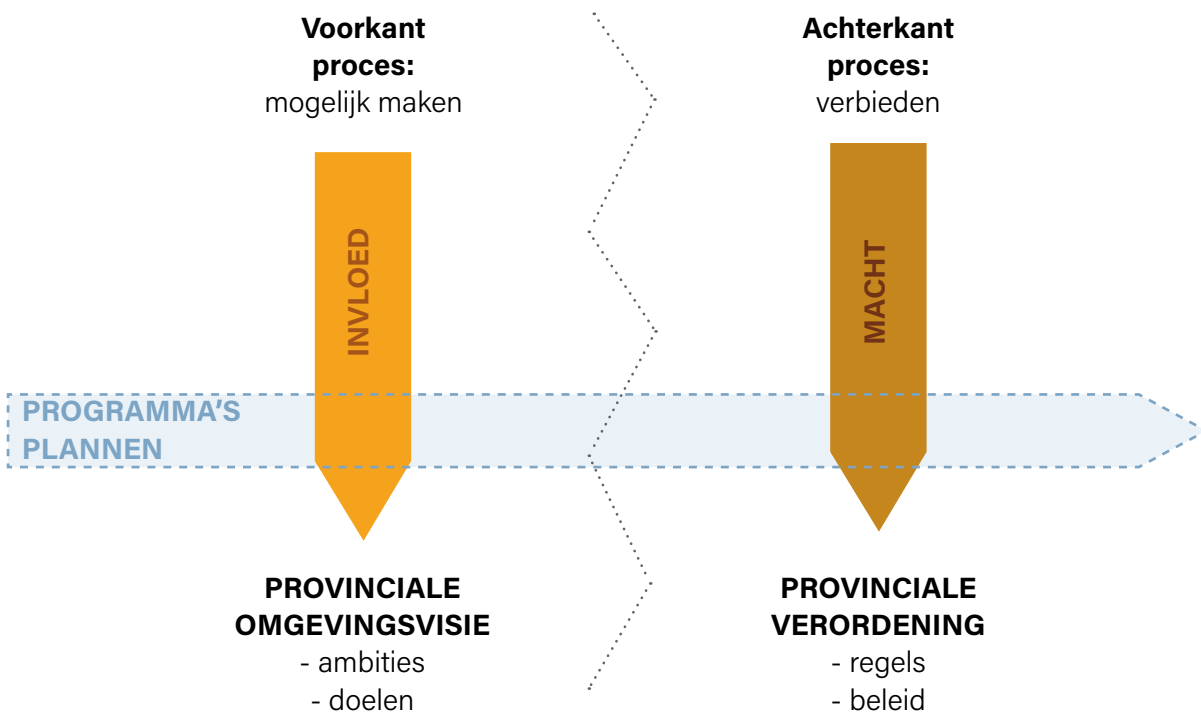 Voorkant
proces:
mogelijk maken
Achterkant
proces:
verbieden
INVLOED
MACHT
PROGRAMMA'S
PLANNEN
PROVINCIALE
OMGEVINGSVISIE
- ambities
- doelen
PROVINCIALE
VERORDENING
- regels
- beleid